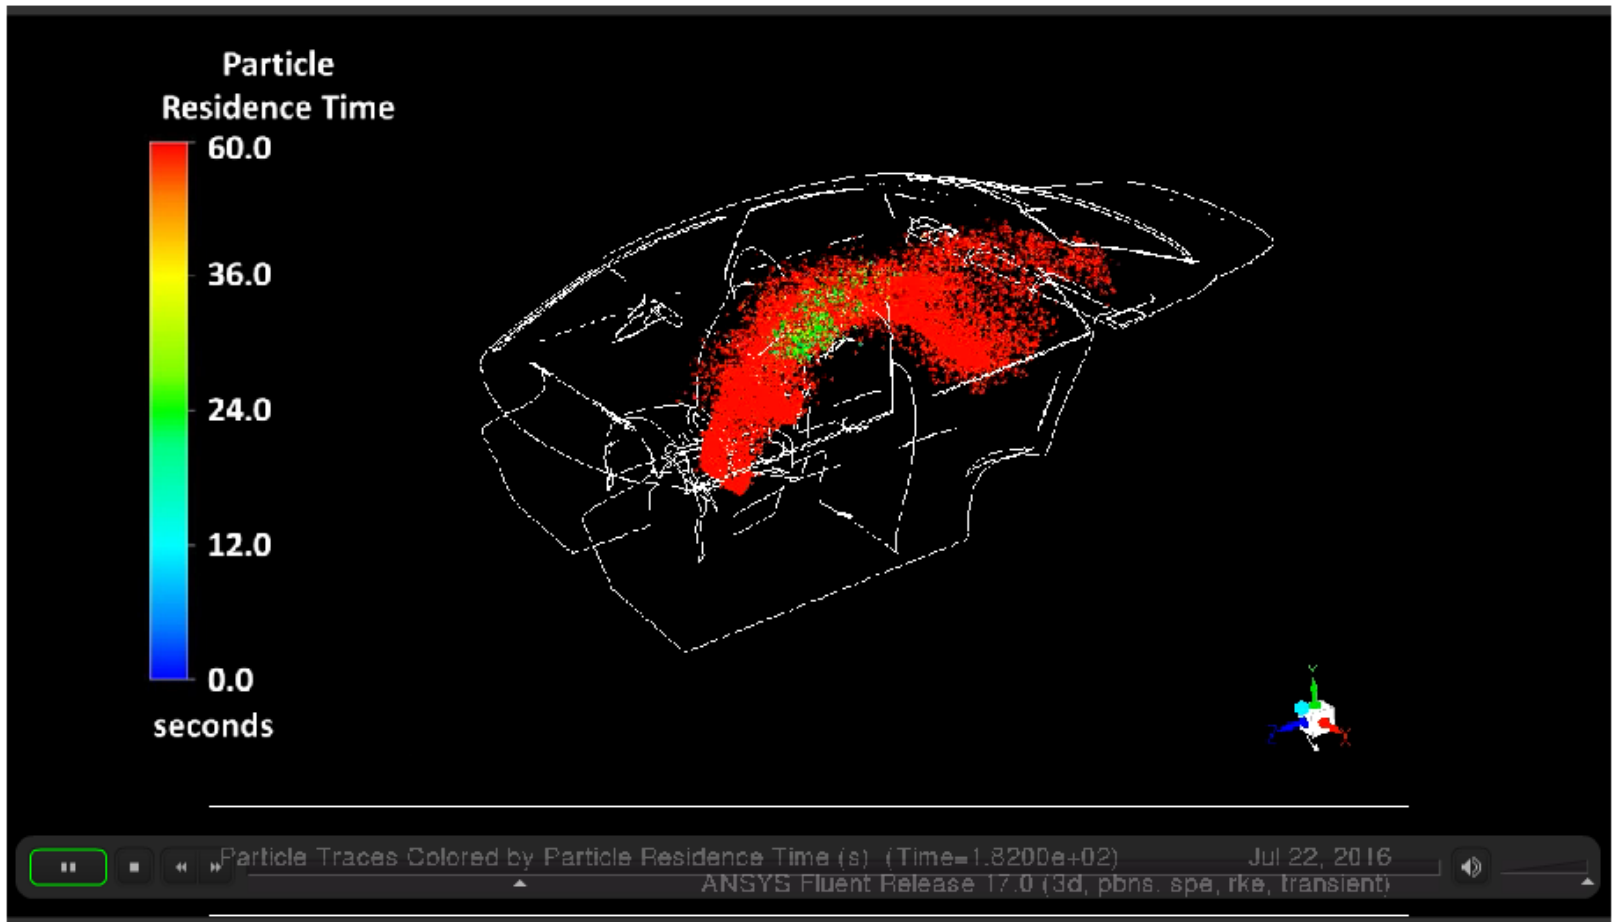 Particle
Residence Time
60.0
36.0
24.0
12.0
0.0
seconds
Y
Z
X
Particle Traces Colored by Particle Residence Time (s) (Time=1.8200e+02)
Jul 22, 2016
ANSYS Fluent Release 17.0 (3d, pbns, spe, rke, transient)